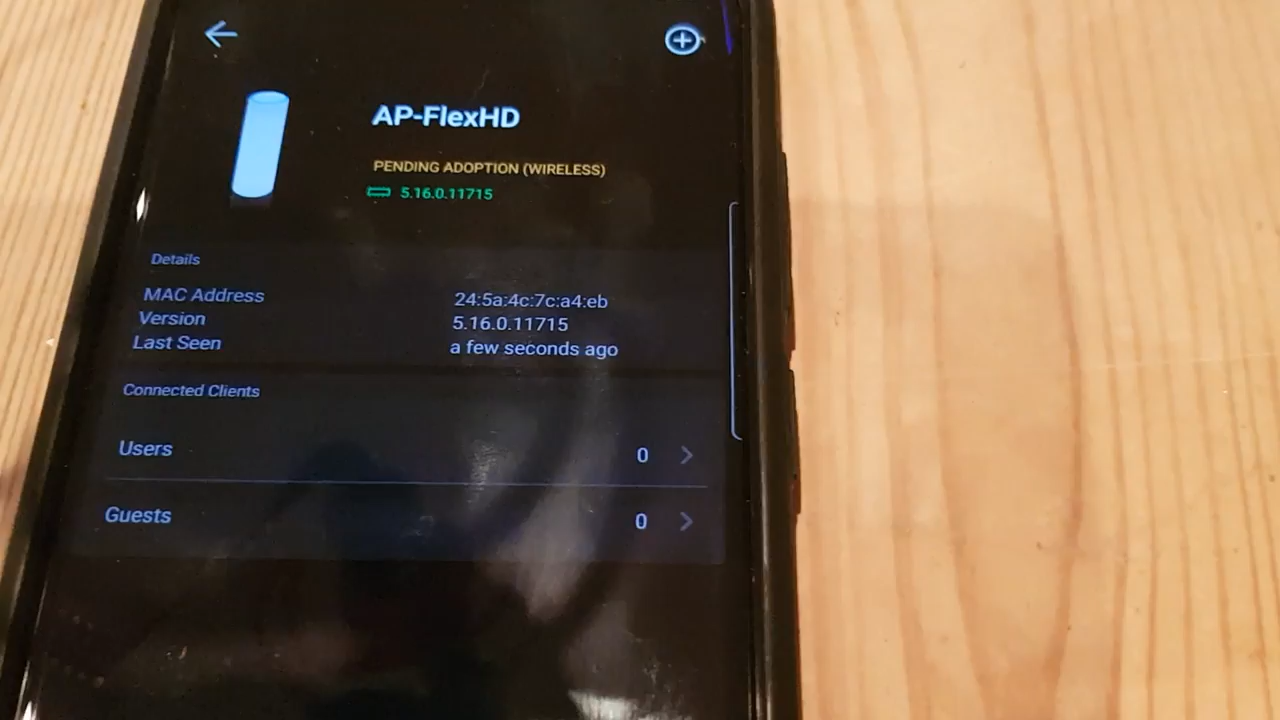 AP-FlexHD
PENDING ADOPTION (WIRELESS)
5.16.0.11715
Details
MAC Address 24:5a:4c:7c:a4:eb
Version 5.16.0.11715
Last Seen a few seconds ago
Connected Clients
Users 0
Guests 0